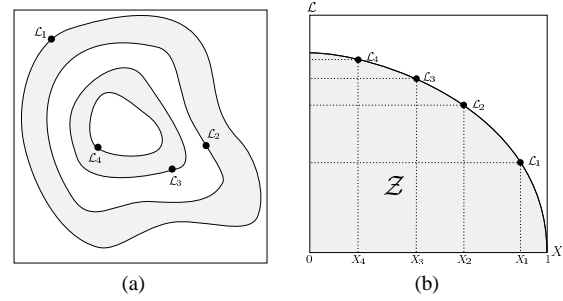 ℒ
ℒ₁
ℒ₂
ℒ₃
ℒ₄
ℒ₄
ℒ₃
ℒ₂
ℒ₁
𝒵
0 X₄ X₃ X₂ X₁ 1 X
(a) (b)